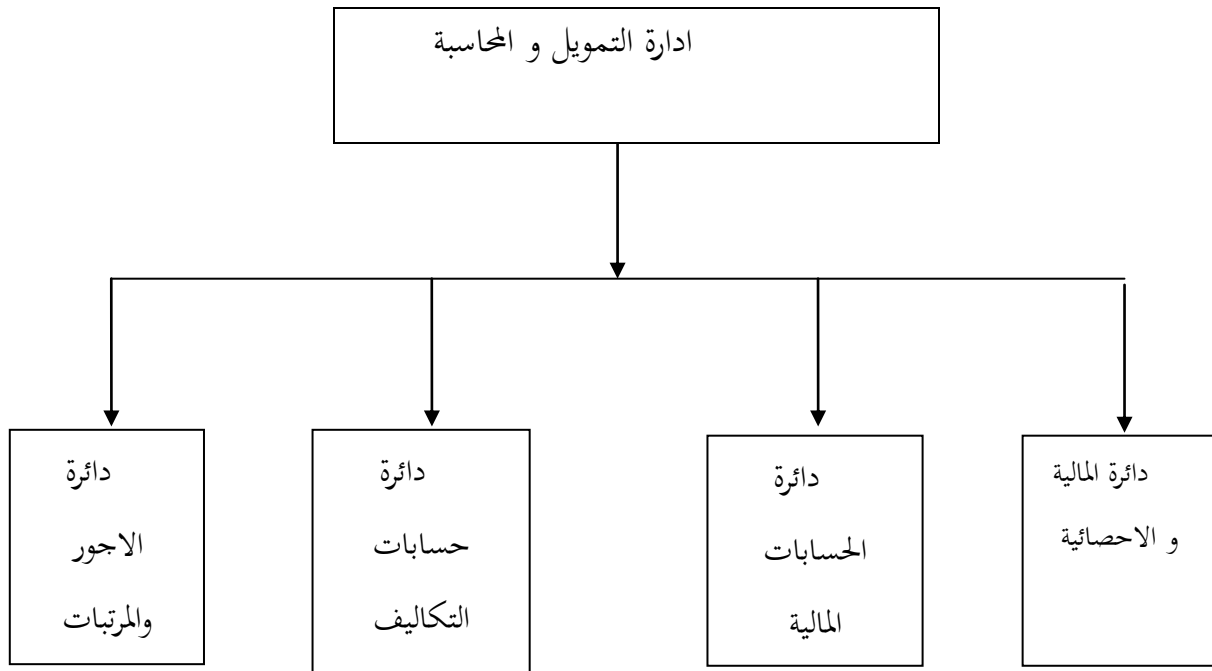 ادارة التمويل و المحاسبة
دائرة المالية
و الاحصائية
دائرة
الحسابات
المالية
دائرة
حسابات
التكاليف
دائرة
الاجور
والمرتبات